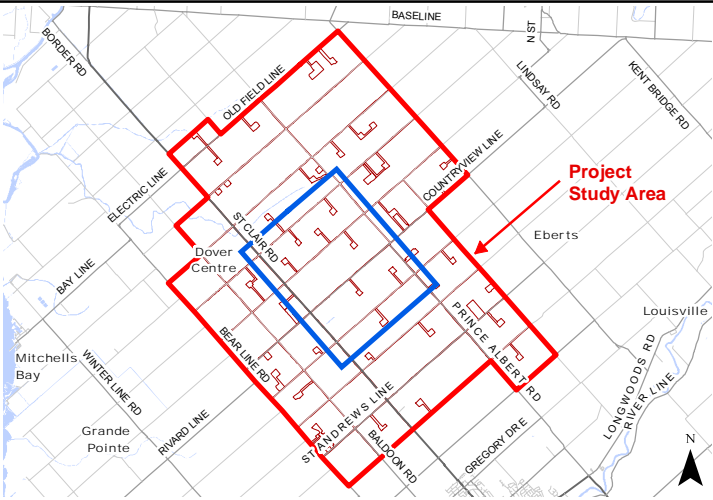 BASELINE
BORDER RD
N ST
OLD FIELD LINE
LINDSAY RD
KENT BRIDGE RD
COUNTRYVIEW LINE
Project
Study Area
ELECTRIC LINE
ST CLAIR RD
Eberts
Dover
Centre
BAY LINE
Louisville
PRINCE ALBERT RD
BEAR LINE RD
Mitchells
Bay
WINTER LINE RD
LONGWOODS RD
RIVER LINE
Grande
Pointe
RIVARD LINE
ST ANDREWS LINE
BALDOON RD
GREGORY DR E
N